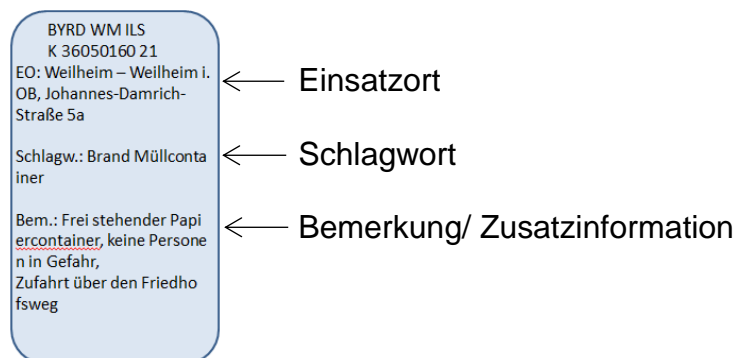 BYRD WM ILS
K 36050160 21
EO: Weilheim – Weilheim i.
OB, Johannes-Damrich-
Straße 5a
Einsatzort
Schlagw.: Brand Müllconta
iner
Schlagwort
Bem.: Frei stehender Papi
ercontainer, keine Persone
n in Gefahr,
Zufahrt über den Friedho
fsweg
Bemerkung/ Zusatzinformation